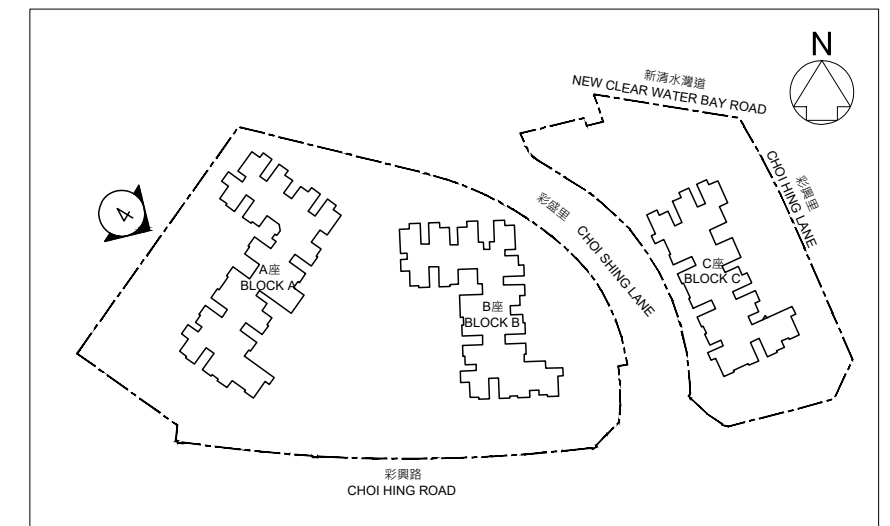 N
新清水灣道
NEW CLEAR WATER BAY ROAD
彩興里
CHOI HING LANE
4
彩盛里
CHOI SHING LANE
A座
BLOCK A
B座
BLOCK B
C座
BLOCK C
彩興路
CHOI HING ROAD